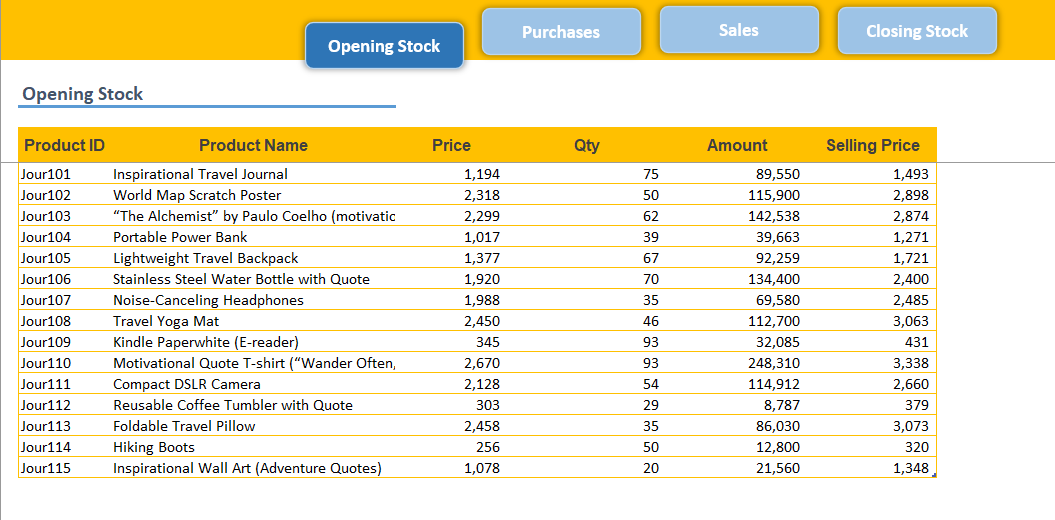 Opening Stock Purchases Sales Closing Stock
Opening Stock
Product ID Product Name Price Qty Amount Selling Price
Jour101 Inspirational Travel Journal 1,194 75 89,550 1,493
Jour102 World Map Scratch Poster 2,318 50 115,900 2,898
Jour103 “The Alchemist” by Paulo Coelho (motivatic 2,299 62 142,538 2,874
Jour104 Portable Power Bank 1,017 39 39,663 1,271
Jour105 Lightweight Travel Backpack 1,377 67 92,259 1,721
Jour106 Stainless Steel Water Bottle with Quote 1,920 70 134,400 2,400
Jour107 Noise-Canceling Headphones 1,988 35 69,580 2,485
Jour108 Travel Yoga Mat 2,450 46 112,700 3,063
Jour109 Kindle Paperwhite (E-reader) 345 93 32,085 431
Jour110 Motivational Quote T-shirt (“Wander Often, 2,670 93 248,310 3,338
Jour111 Compact DSLR Camera 2,128 54 114,912 2,660
Jour112 Reusable Coffee Tumbler with Quote 303 29 8,787 379
Jour113 Foldable Travel Pillow 2,458 35 86,030 3,073
Jour114 Hiking Boots 256 50 12,800 320
Jour115 Inspirational Wall Art (Adventure Quotes) 1,078 20 21,560 1,348